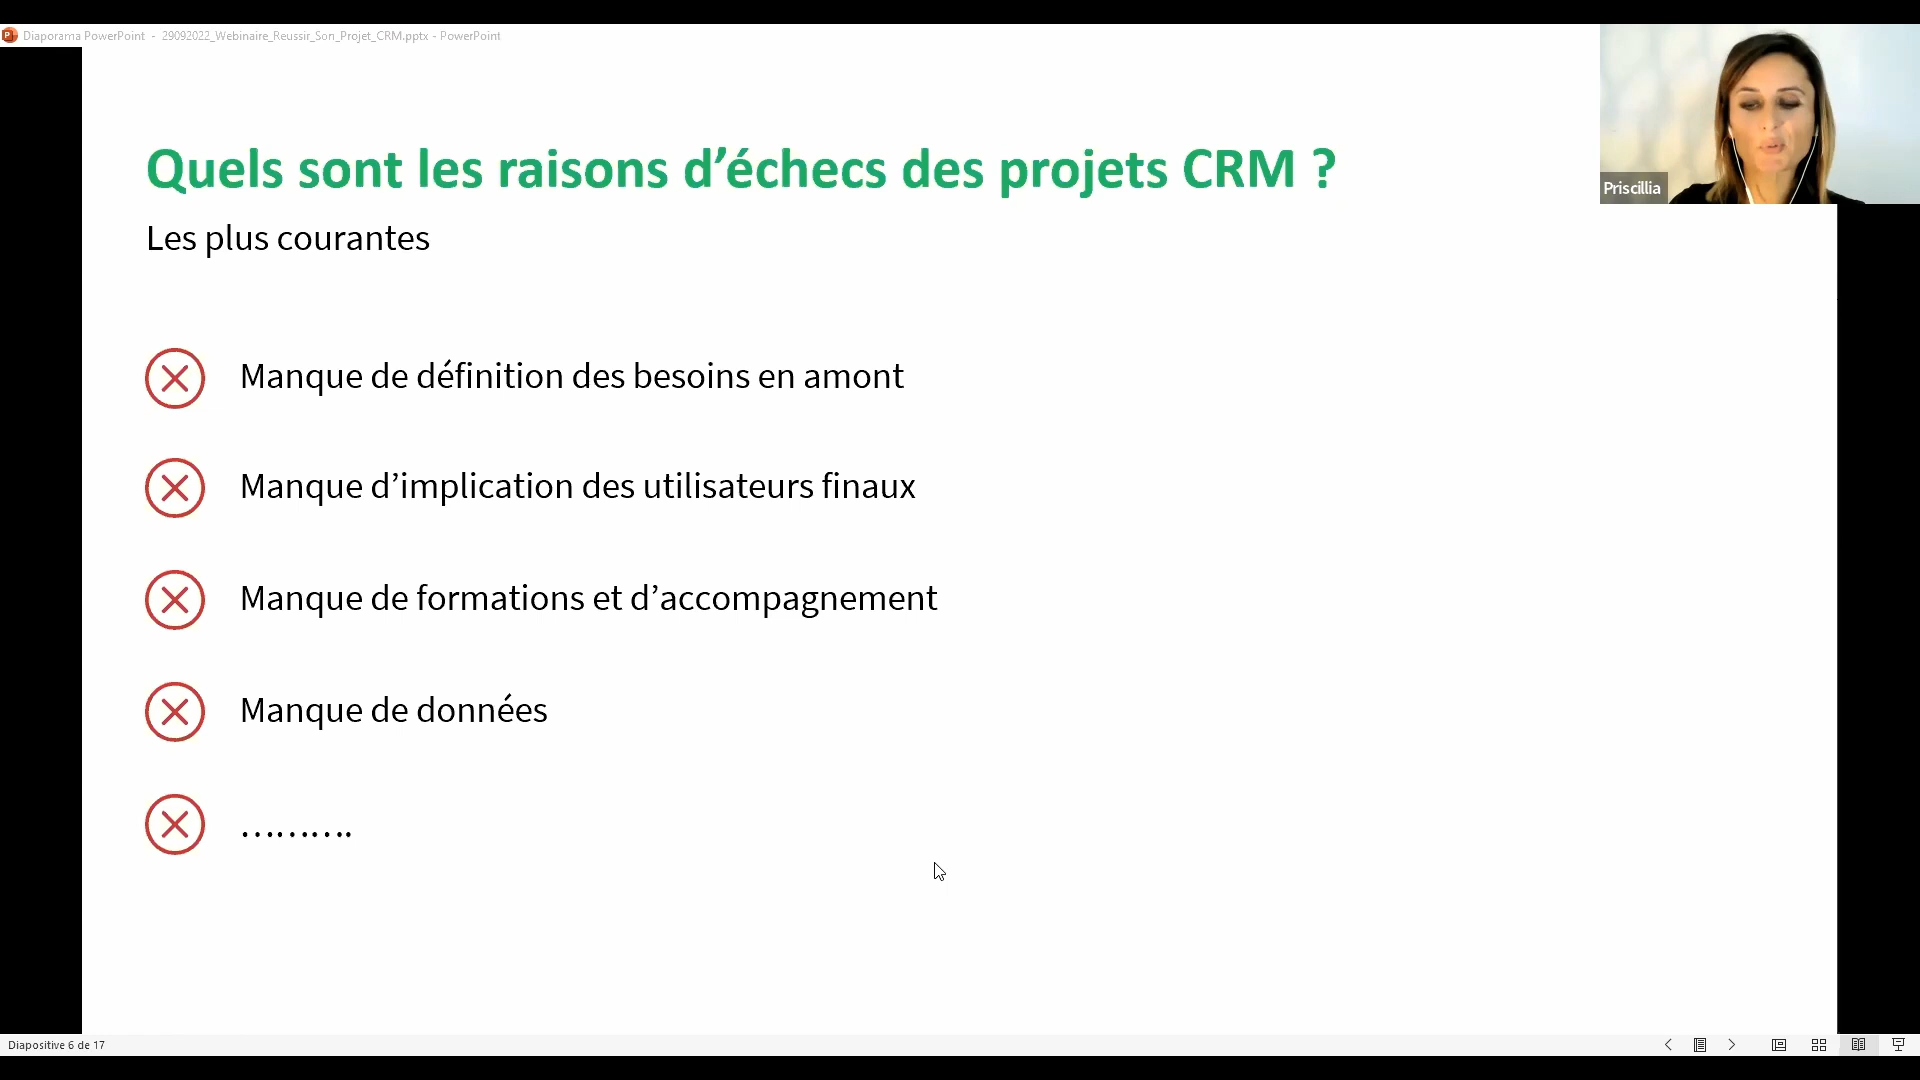 Diaporama PowerPoint - 29092022_Webinaire_Reussir_Son_Projet_CRM.pptx - PowerPoint
Priscillia
Quels sont les raisons d’échecs des projets CRM ?
Les plus courantes
Manque de définition des besoins en amont
Manque d’implication des utilisateurs finaux
Manque de formations et d’accompagnement
Manque de données
……….
Diapositive 6 de 17